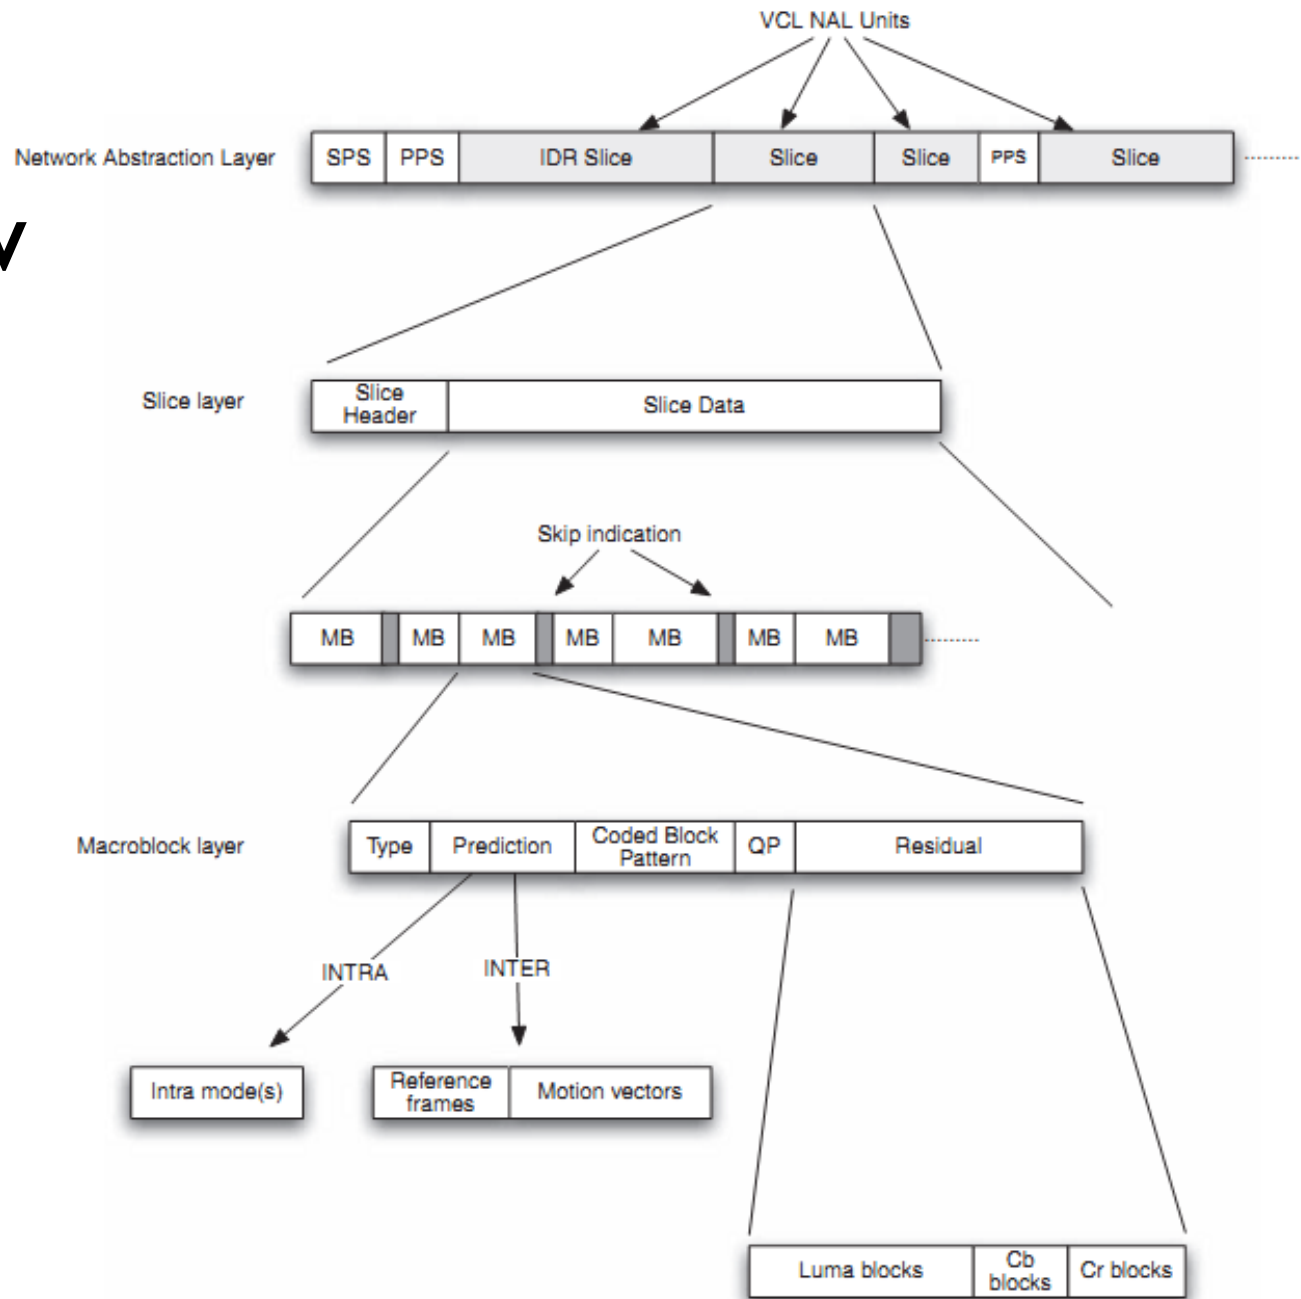 VCL NAL Units
Network Abstraction Layer
SPS PPS IDR Slice Slice Slice PPS Slice
Slice layer
Slice
Header
Slice Data
Skip indication
MB MB MB MB MB MB MB
Macroblock layer
Type Prediction
Coded Block
Pattern
QP Residual
INTRA
INTER
Intra mode(s)
Reference
frames
Motion vectors
Luma blocks
Cb
blocks
Cr blocks